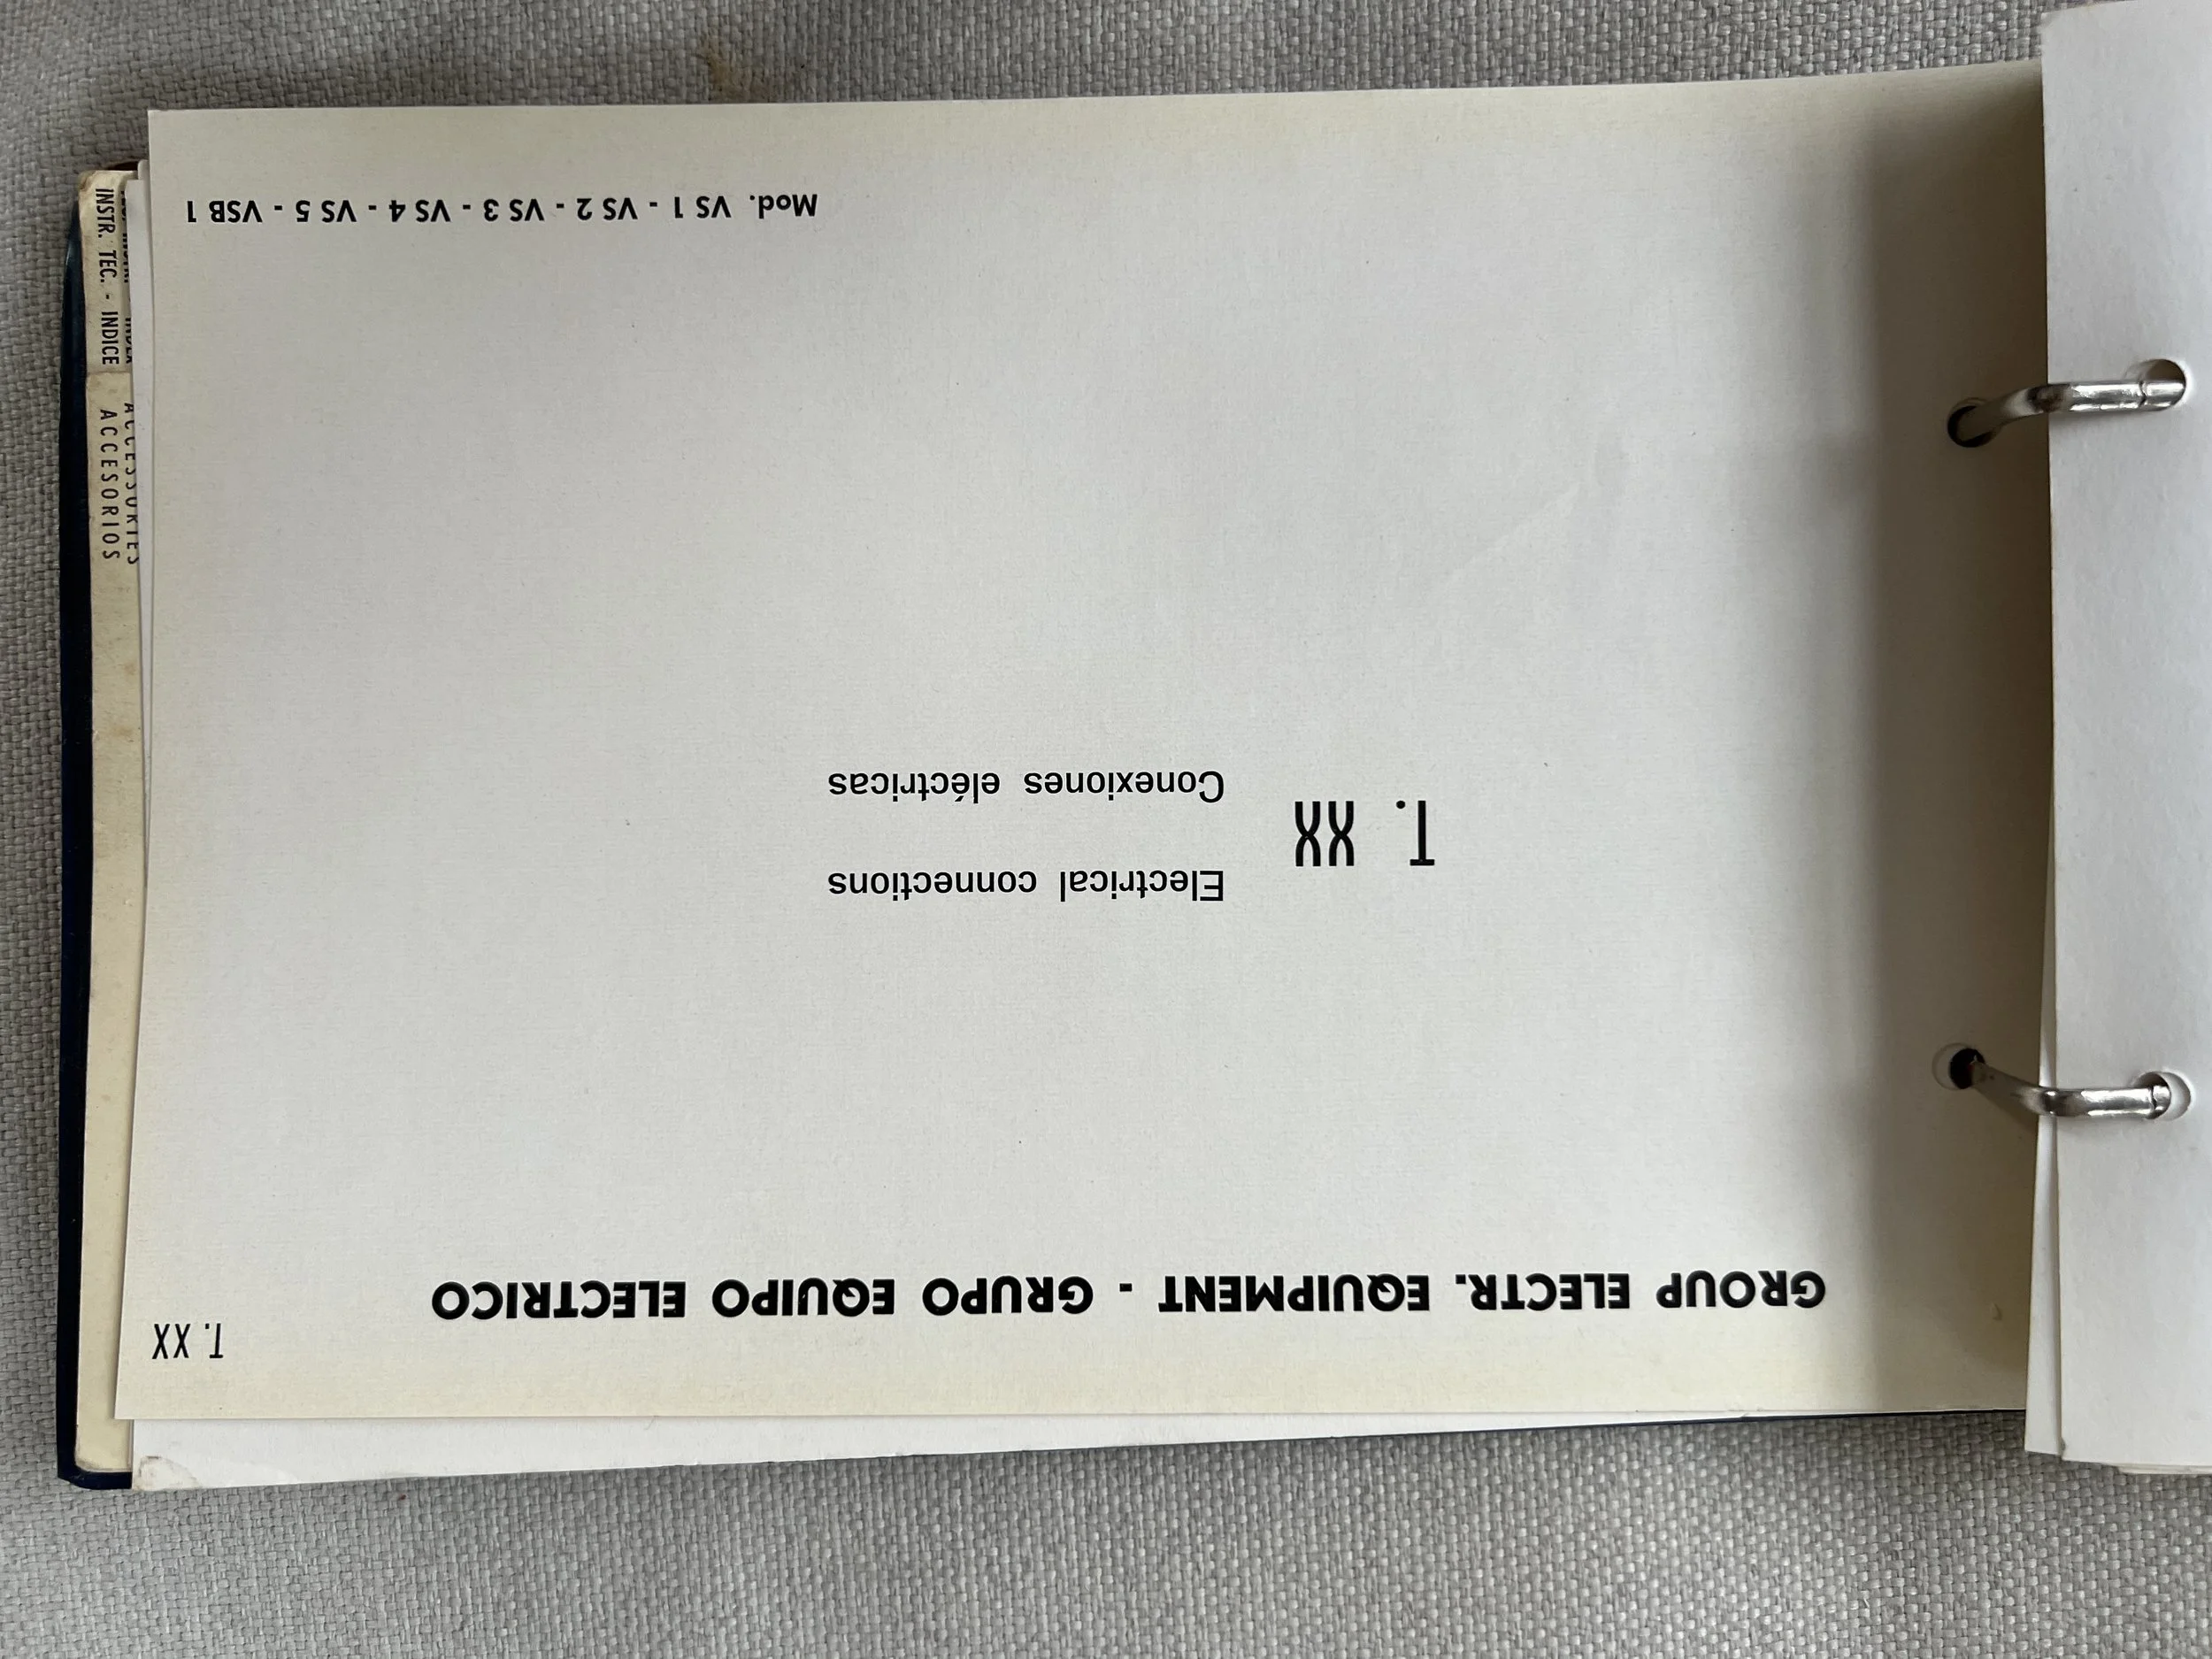 T. XX
GROUP ELECTR. EQUIPMENT - GRUPO EQUIPO ELECTRICO
T. XX
Electrical connections
Conexiones eléctricas
Mod. VS 1 - VS 2 - VS 3 - VS 4 - VS 5 - VSB 1
INSTR. TEC. - INDICE
ACCESORIOS
ACCESSORIES